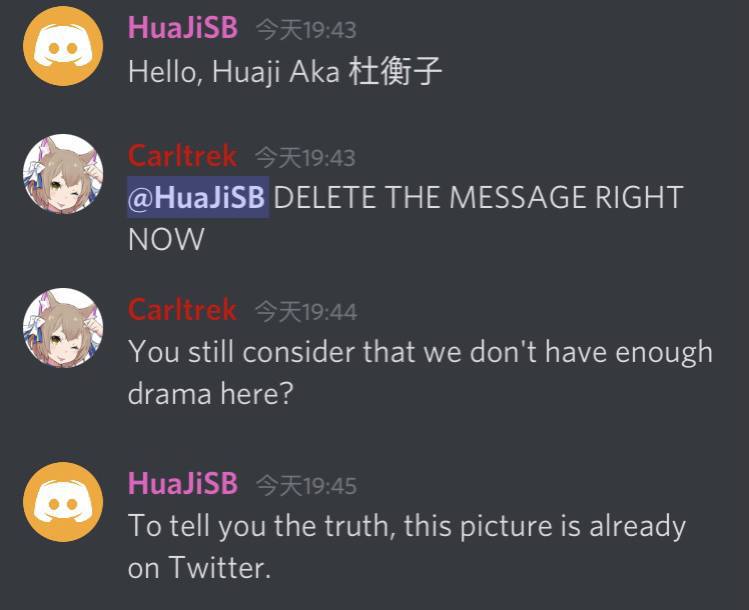 HuaJiSB 今天19:43
Hello, Huaji Aka 杜衡子
Carltrek 今天19:43
@HuaJiSB DELETE THE MESSAGE RIGHT
NOW
Carltrek 今天19:44
You still consider that we don't have enough
drama here?
HuaJiSB 今天19:45
To tell you the truth, this picture is already
on Twitter.